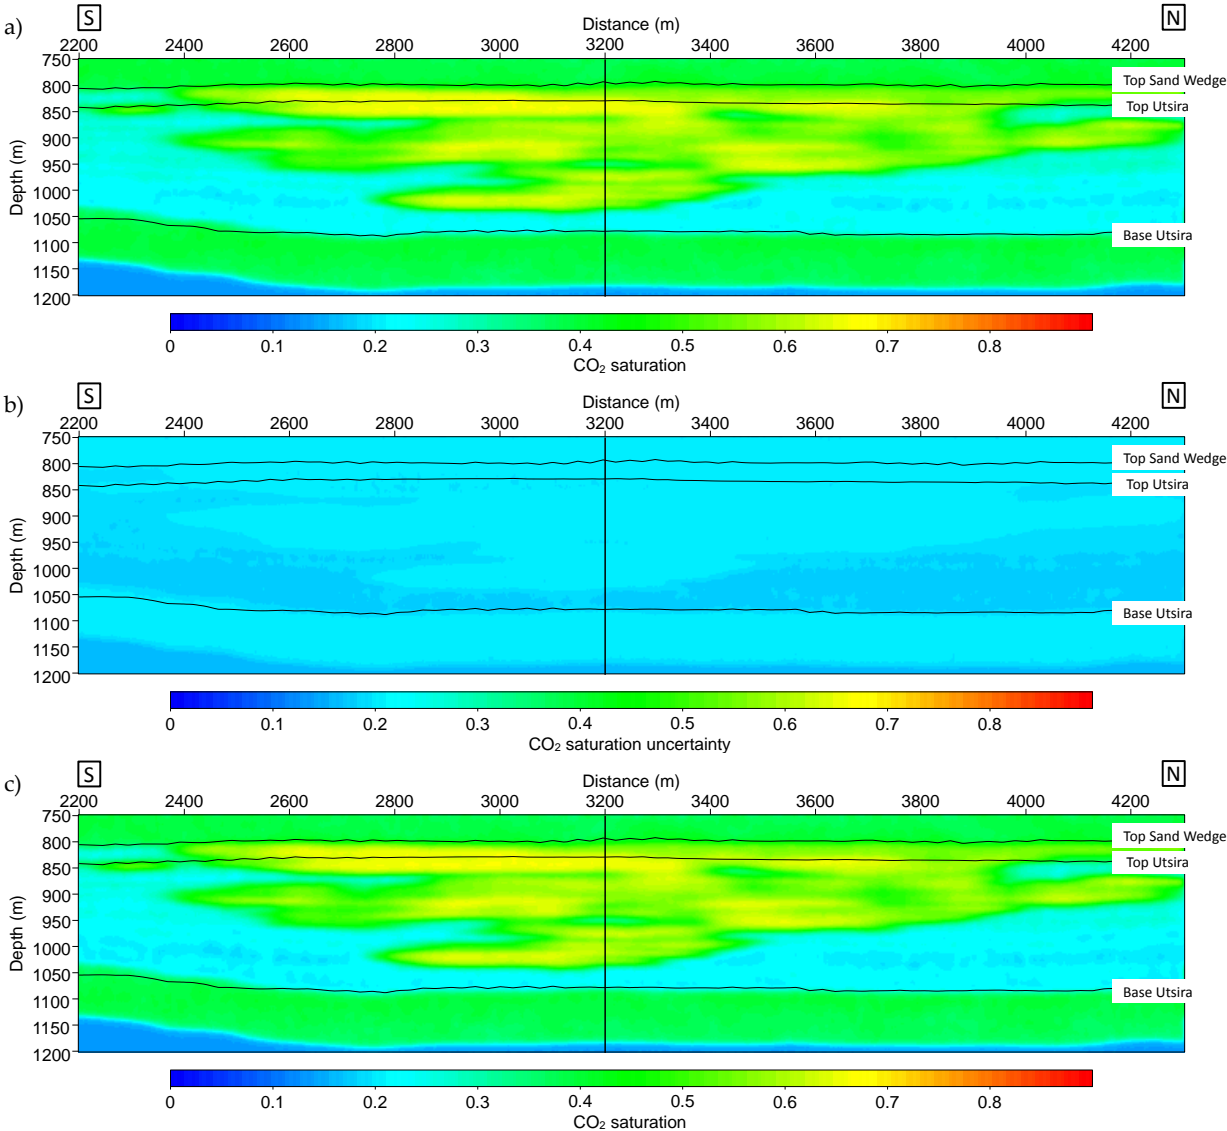 a)
S
Distance (m)
N
2200 2400 2600 2800 3000 3200 3400 3600 3800 4000 4200
750
800
850
900
950
1000
1050
1100
1150
1200
Depth (m)
Top Sand Wedge
Top Utsira
Base Utsira
0 0.1 0.2 0.3 0.4 0.5 0.6 0.7 0.8
CO₂ saturation
b)
S
Distance (m)
N
2200 2400 2600 2800 3000 3200 3400 3600 3800 4000 4200
750
800
850
900
950
1000
1050
1100
1150
1200
Depth (m)
Top Sand Wedge
Top Utsira
Base Utsira
0 0.1 0.2 0.3 0.4 0.5 0.6 0.7 0.8
CO₂ saturation uncertainty
c)
S
Distance (m)
N
2200 2400 2600 2800 3000 3200 3400 3600 3800 4000 4200
750
800
850
900
950
1000
1050
1100
1150
1200
Depth (m)
Top Sand Wedge
Top Utsira
Base Utsira
0 0.1 0.2 0.3 0.4 0.5 0.6 0.7 0.8
CO₂ saturation